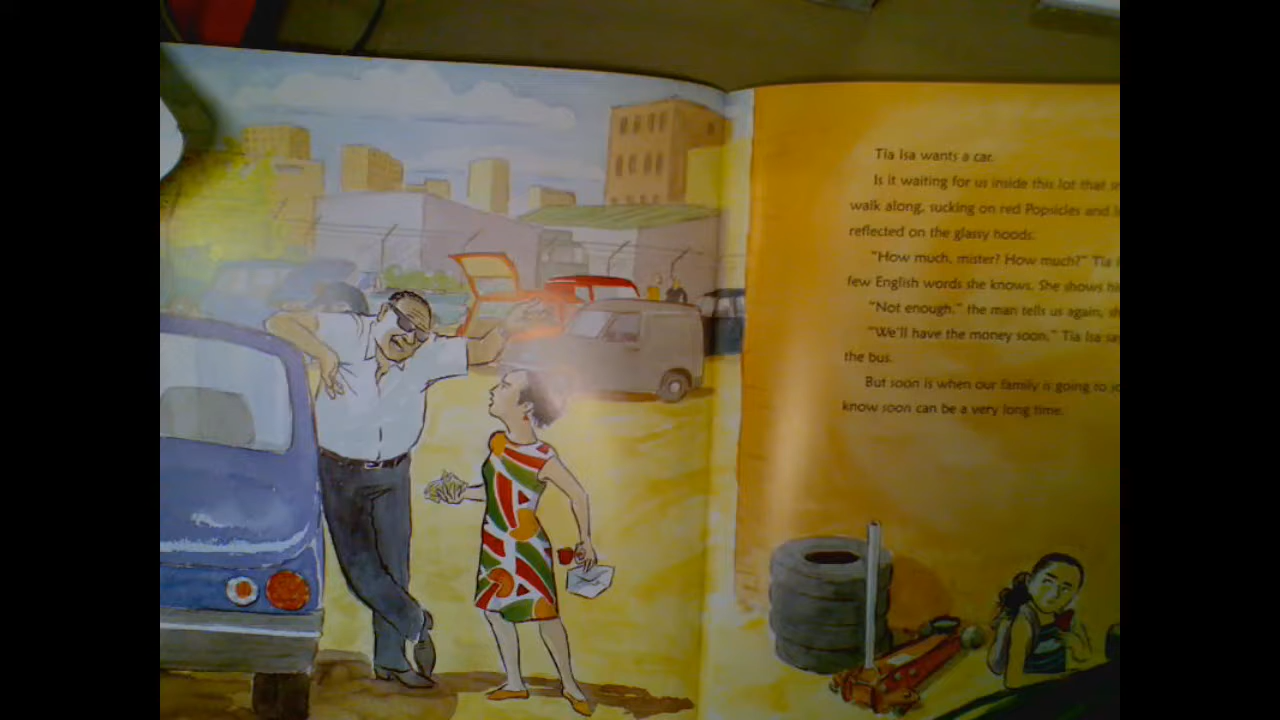 Tia Isa wants a car.
Is it waiting for us inside this lot that
walk along, sucking on red Popsicles and
reflected on the glassy hoods.
"How much, mister? How much?" Tia
few English words she knows. She shows
"Not enough," the man tells us again,
"We'll have the money soon," Tia Isa
the bus.
But soon is when our family is going to
know soon can be a very long time.